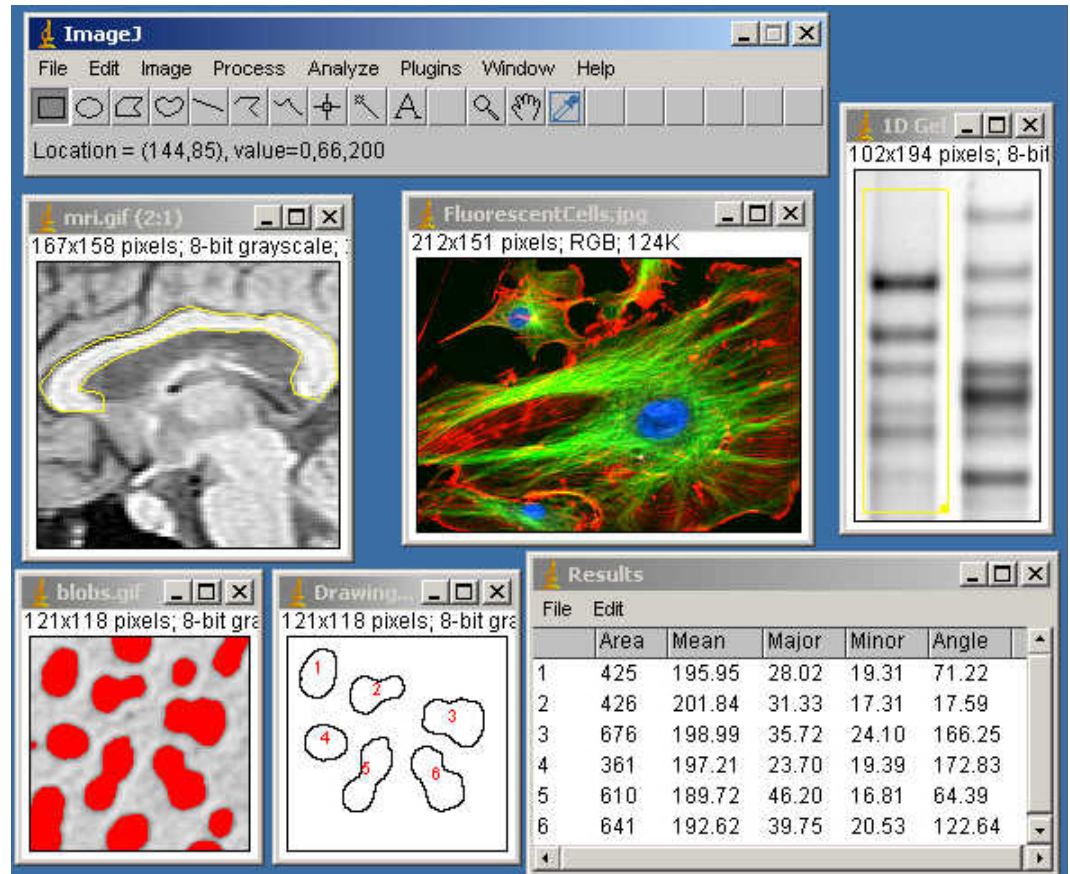 ImageJ
File Edit Image Process Analyze Plugins Window Help
A
Location = (144,85), value=0,66,200
1D Gel
102x194 pixels; 8-bit
mri.gif (2:1)
167x158 pixels; 8-bit grayscale;
FluorescentCells.jpg
212x151 pixels; RGB; 124K
blobs.gif
121x118 pixels; 8-bit gra
Drawing...
121x118 pixels; 8-bit gra
1
2
3
4
5
6
Results
File Edit
Area Mean Major Minor Angle
1 425 195.95 28.02 19.31 71.22
2 426 201.84 31.33 17.31 17.59
3 676 198.99 35.72 24.10 166.25
4 361 197.21 23.70 19.39 172.83
5 610 189.72 46.20 16.81 64.39
6 641 192.62 39.75 20.53 122.64